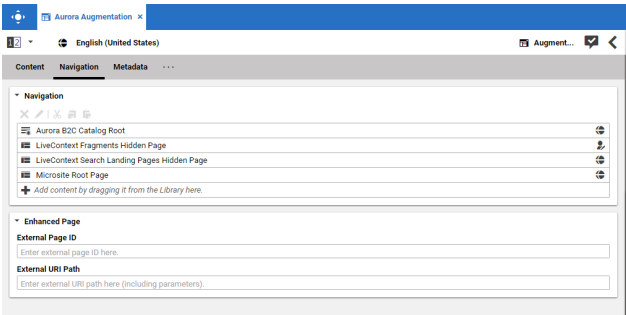 Aurora Augmentation ×
12 English (United States) Augment...
Content Navigation Metadata ...
Navigation
Aurora B2C Catalog Root
LiveContext Fragments Hidden Page
LiveContext Search Landing Pages Hidden Page
Microsite Root Page
Add content by dragging it from the Library here.
Enhanced Page
External Page ID
Enter external page ID here.
External URI Path
Enter external URI path here (including parameters).